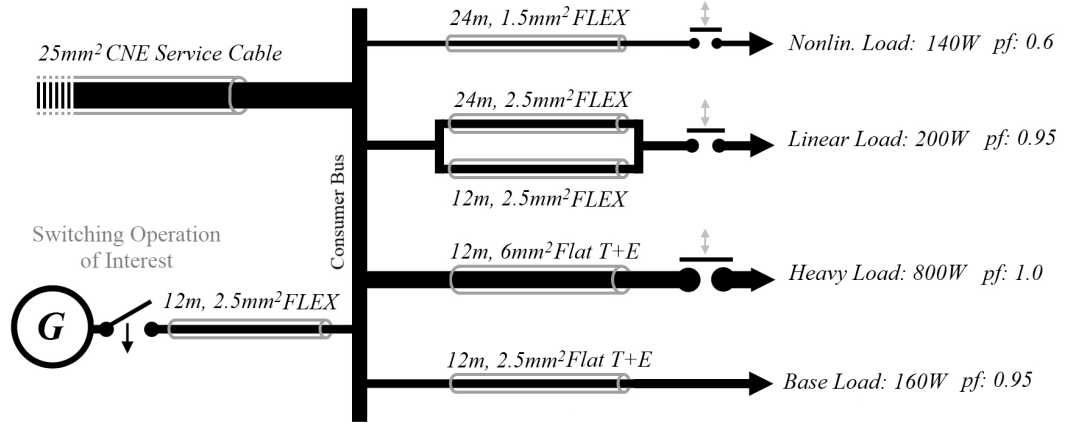 24m, 1.5mm² FLEX
Nonlin. Load: 140W pf: 0.6
25mm² CNE Service Cable
24m, 2.5mm² FLEX
Linear Load: 200W pf: 0.95
12m, 2.5mm² FLEX
Consumer Bus
Switching Operation
of Interest
12m, 6mm² Flat T+E
Heavy Load: 800W pf: 1.0
12m, 2.5mm² FLEX
G
12m, 2.5mm² Flat T+E
Base Load: 160W pf: 0.95